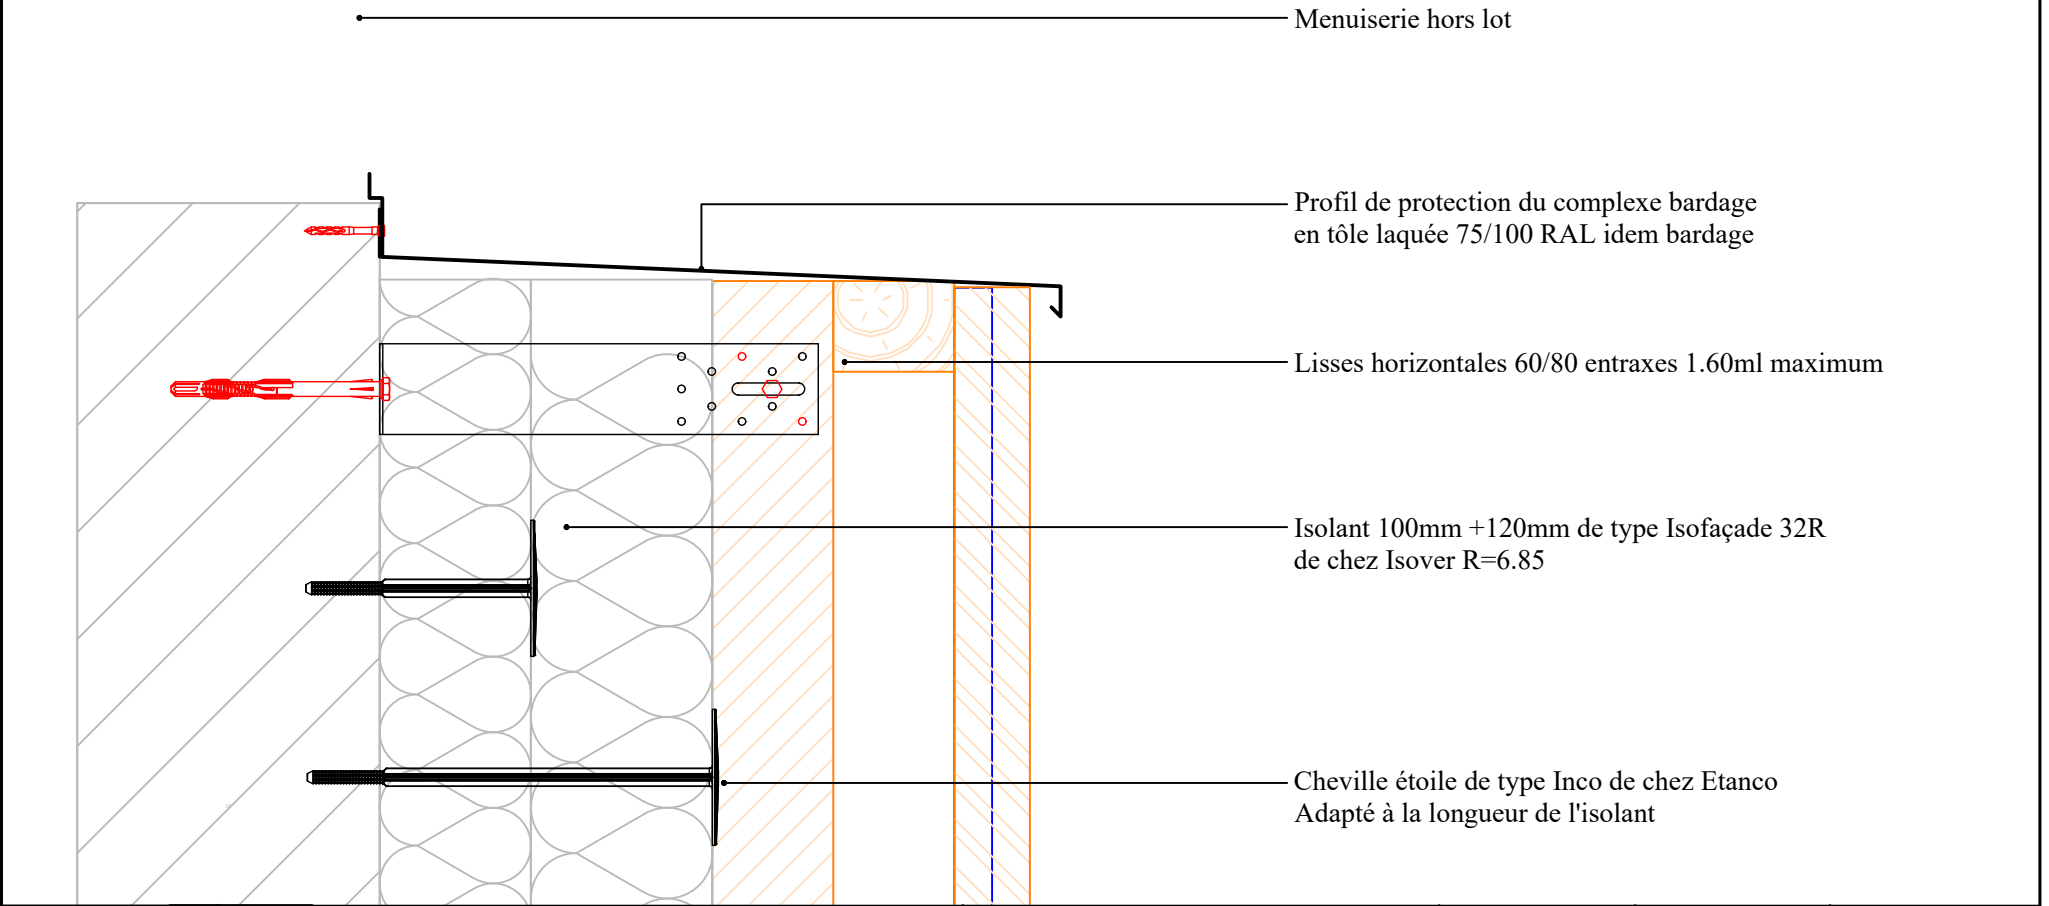 Menuiserie hors lot
Profil de protection du complexe bardage
en tôle laquée 75/100 RAL idem bardage
Lisses horizontales 60/80 entraxes 1.60ml maximum
Isolant 100mm +120mm de type Isofaçade 32R
de chez Isover R=6.85
Cheville étoile de type Inco de chez Etanco
Adapté à la longueur de l'isolant